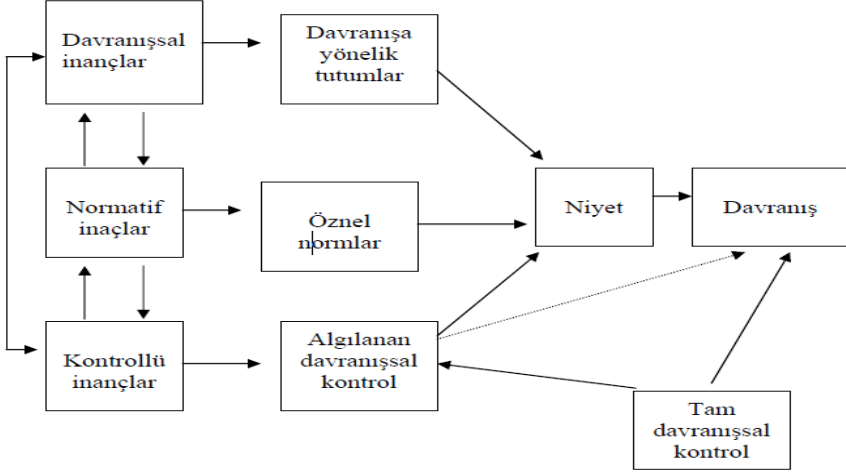 Davranışsal
inançlar
Davranışa
yönelik
tutumlar
Normatif
inaçlar
Öznel
normlar
Niyet
Davranış
Kontrollü
inançlar
Algılanan
davranışsal
kontrol
Tam
davranışsal
kontrol